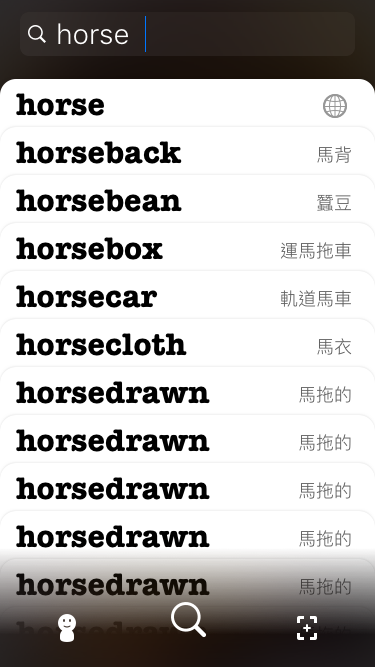 horse
horse
horseback 馬背
horsebean 蠶豆
horsebox 運馬拖車
horsecar 軌道馬車
horsecloth 馬衣
horsedrawn 馬拖的
horsedrawn 馬拖的
horsedrawn 馬拖的
horsedrawn 馬拖的
horsedrawn 馬拖的